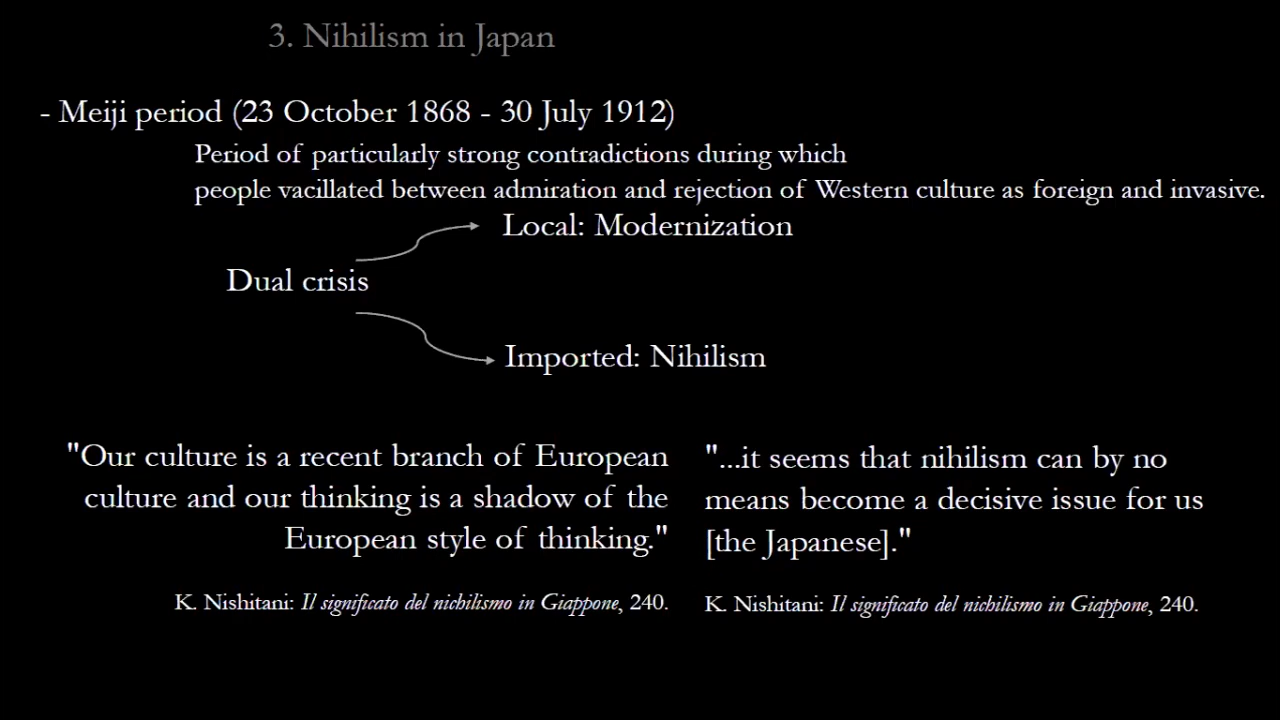 3. Nihilism in Japan
- Meiji period (23 October 1868 - 30 July 1912)
Period of particularly strong contradictions during which
people vacillated between admiration and rejection of Western culture as foreign and invasive.
Local: Modernization
Dual crisis
Imported: Nihilism
"Our culture is a recent branch of European
culture and our thinking is a shadow of the
European style of thinking."
K. Nishitani: Il significato del nichilismo in Giappone, 240.
"...it seems that nihilism can by no
means become a decisive issue for us
[the Japanese]."
K. Nishitani: Il significato del nichilismo in Giappone, 240.